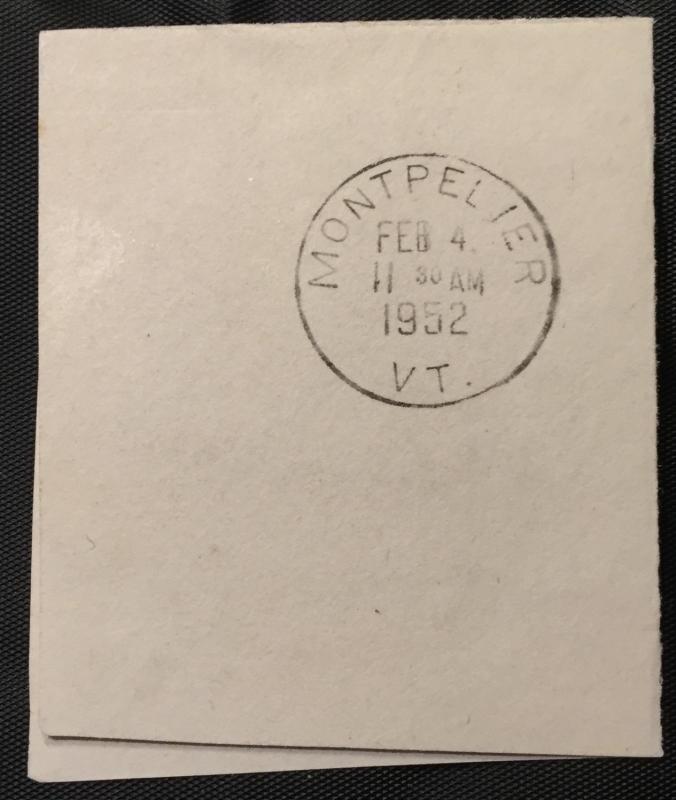 MONTPELIER
FEB 4.
11 30 AM
1952
VT.